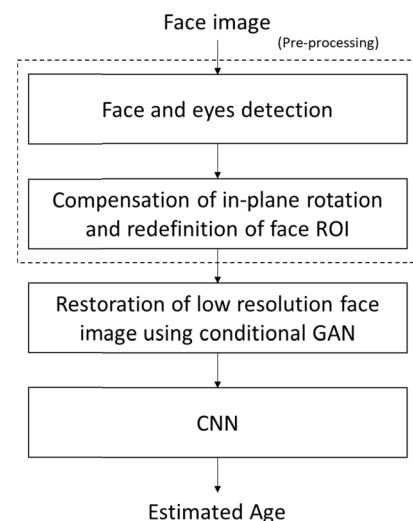 Face image
(Pre-processing)
Face and eyes detection
Compensation of in-plane rotation
and redefinition of face ROI
Restoration of low resolution face
image using conditional GAN
CNN
Estimated Age